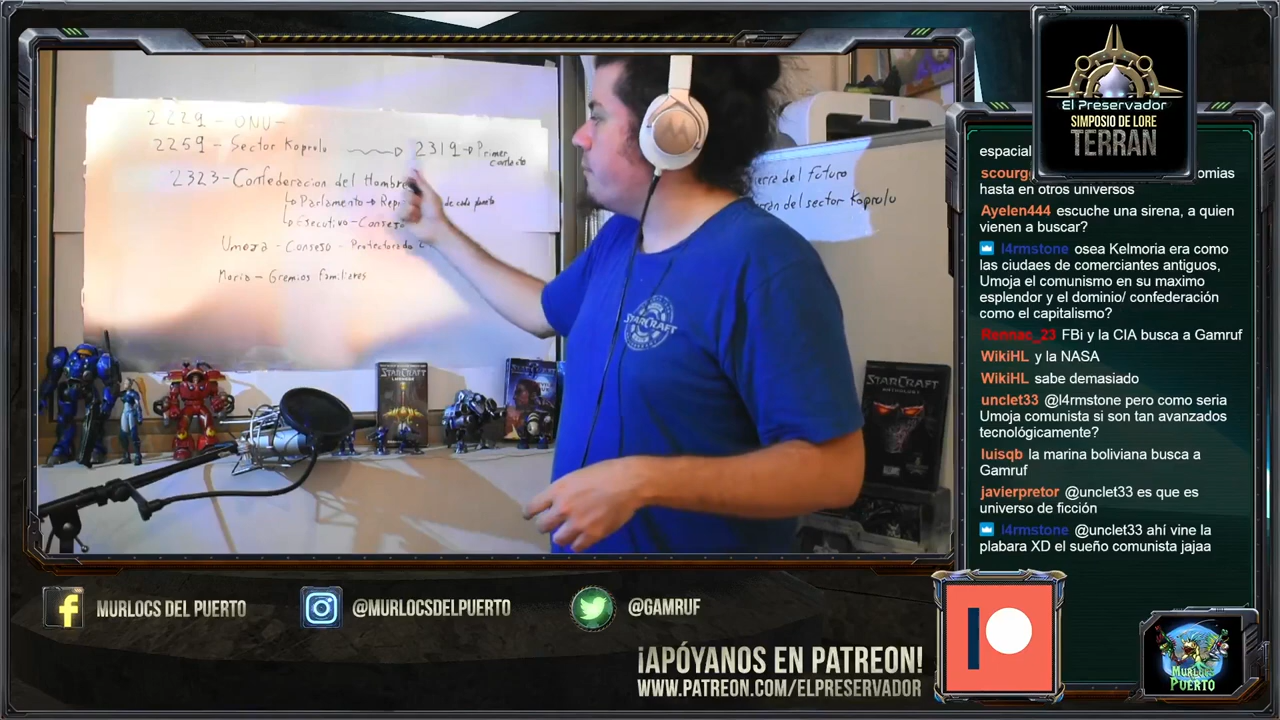 2229 - ONU -
2259 - Sector Koprulu → 2319 → Primer contacto
2323 - Confederacion del Hombre
Parlamento → Rep de cada planeta
Ejecutivo - Consejo
Umoja - Consejo - Protectorado
Moria - Gremios familiares
del futuro
del sector Koprulu
STARCRAFT
STARCRAFT
STARCRAFT
STARCRAFT
El Preservador
SIMPOSIO DE LORE
TERRAN
espacial
scourg omias
hasta en otros universos
Ayelen444 escuche una sirena, a quien
vienen a buscar?
l4rmstone osea Kelmoria era como
las ciudaes de comerciantes antiguos,
Umoja el comunismo en su maximo
esplendor y el dominio/ confederación
como el capitalismo?
Rennac_23 FBi y la CIA busca a Gamruf
WikiHL y la NASA
WikiHL sabe demasiado
unclet33 @l4rmstone pero como seria
Umoja comunista si son tan avanzados
tecnológicamente?
luisqb la marina boliviana busca a
Gamruf
javierpretor @unclet33 es que es
universo de ficción
l4rmstone @unclet33 ahí vine la
plabara XD el sueño comunista jajaa
MURLOCS DEL PUERTO
@MURLOCSDELPUERTO
@GAMRUF
¡APÓYANOS EN PATREON!
WWW.PATREON.COM/ELPRESERVADOR
MURLOCS
PUERTO